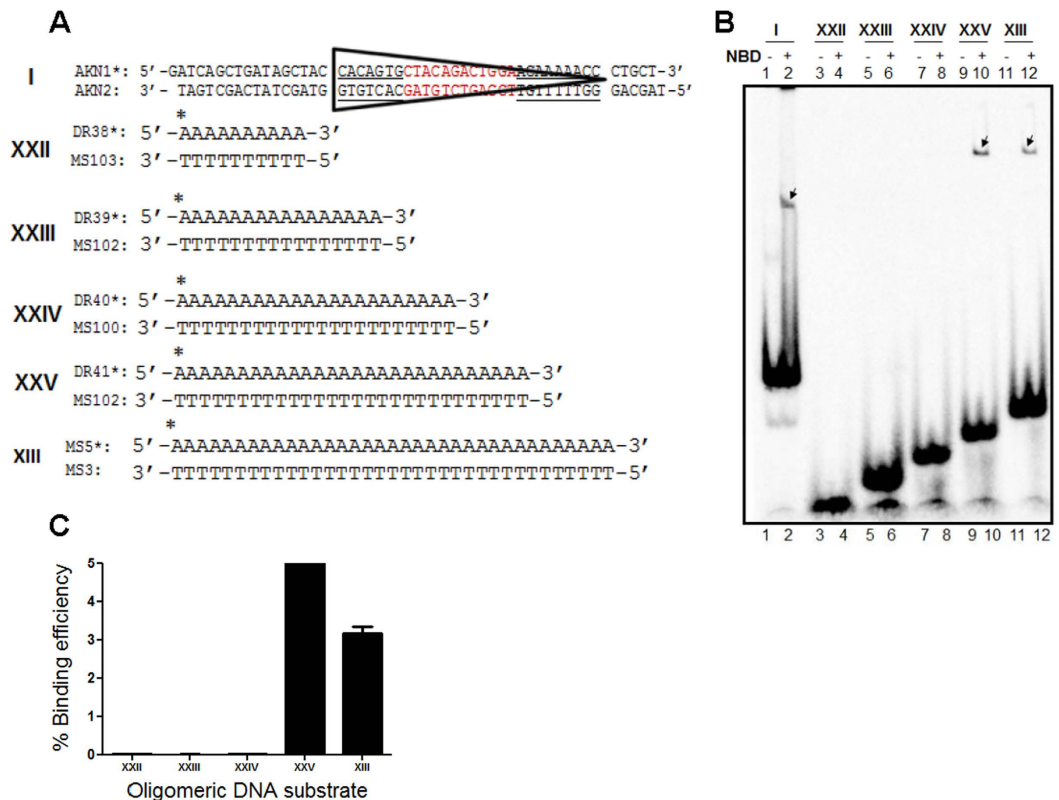 A
I
AKN1*: 5′-GATCAGCTGATAGCTAC CACAGTGCTACAGACTGGAACAAAAACC CTGCT-3′
AKN2: 3′- TAGTCGACTATCGATG GTGTCACGATGTCTGACCTTGTTTTTGG GACGAT-5′
*
XXII
DR38*: 5′-AAAAAAAAAA-3′
MS103: 3′-TTTTTTTTTT-5′
*
XXIII
DR39*: 5′-AAAAAAAAAAAAAAAA-3′
MS102: 3′-TTTTTTTTTTTTTTTT-5′
*
XXIV
DR40*: 5′-AAAAAAAAAAAAAAAAAAAAAA-3′
MS100: 3′-TTTTTTTTTTTTTTTTTTTTTT-5′
*
XXV
DR41*: 5′-AAAAAAAAAAAAAAAAAAAAAAAAAAAA-3′
MS102: 3′-TTTTTTTTTTTTTTTTTTTTTTTTTTTT-5′
*
XIII
MS5*: 5′-AAAAAAAAAAAAAAAAAAAAAAAAAAAAAAAAAAA-3′
MS3: 3′-TTTTTTTTTTTTTTTTTTTTTTTTTTTTTTTTTTT-5′
B
I XXII XXIII XXIV XXV XIII
NBD - + - + - + - + - + - +
1 2 3 4 5 6 7 8 9 10 11 12
1 2 3 4 5 6 7 8 9 10 11 12
C
% Binding efficiency
5
4
3
2
1
0
XXII XXIII XXIV XXV XIII
Oligomeric DNA substrate